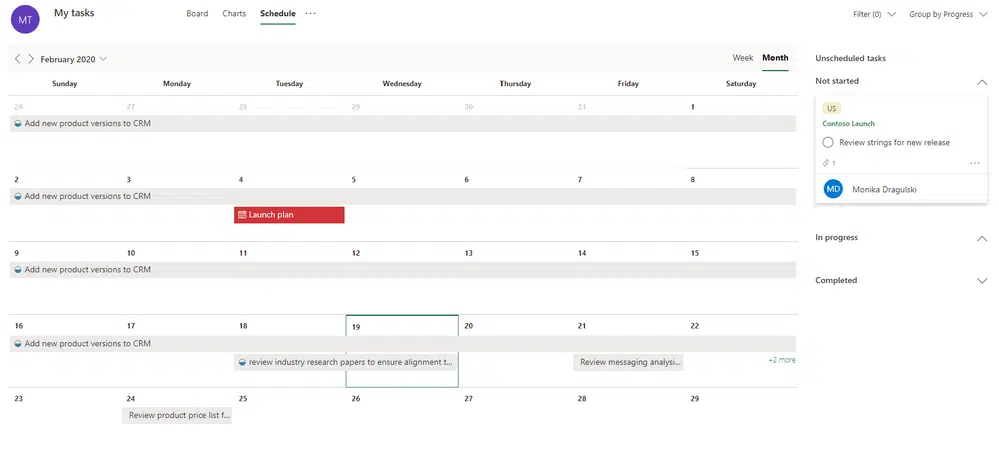 MT
My tasks
Board Charts Schedule ...
Filter (0) Group by Progress
February 2020
Week Month
Sunday Monday Tuesday Wednesday Thursday Friday Saturday
26 27 28 29 30 31 1
Add new product versions to CRM
2 3 4 5 6 7 8
Add new product versions to CRM
Launch plan
9 10 11 12 13 14 15
Add new product versions to CRM
16 17 18 19 20 21 22
Add new product versions to CRM
review industry research papers to ensure alignment t... Review messaging analysi... +2 more
23 24 25 26 27 28 29
Review product price list f...
Unscheduled tasks
Not started
US
Contoso Launch
Review strings for new release
1 ...
MD Monika Dragulski
In progress
Completed